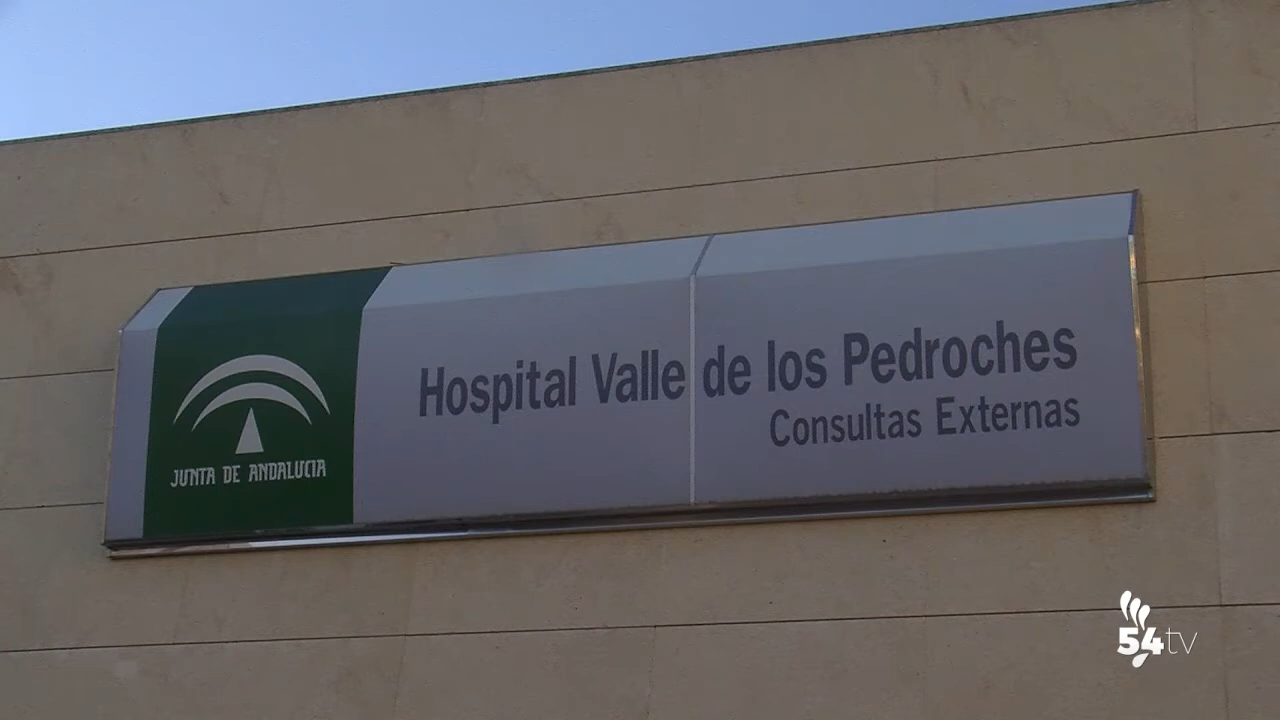 Hospital Valle de los Pedroches
Consultas Externas
JUNTA DE ANDALUCIA
54tv